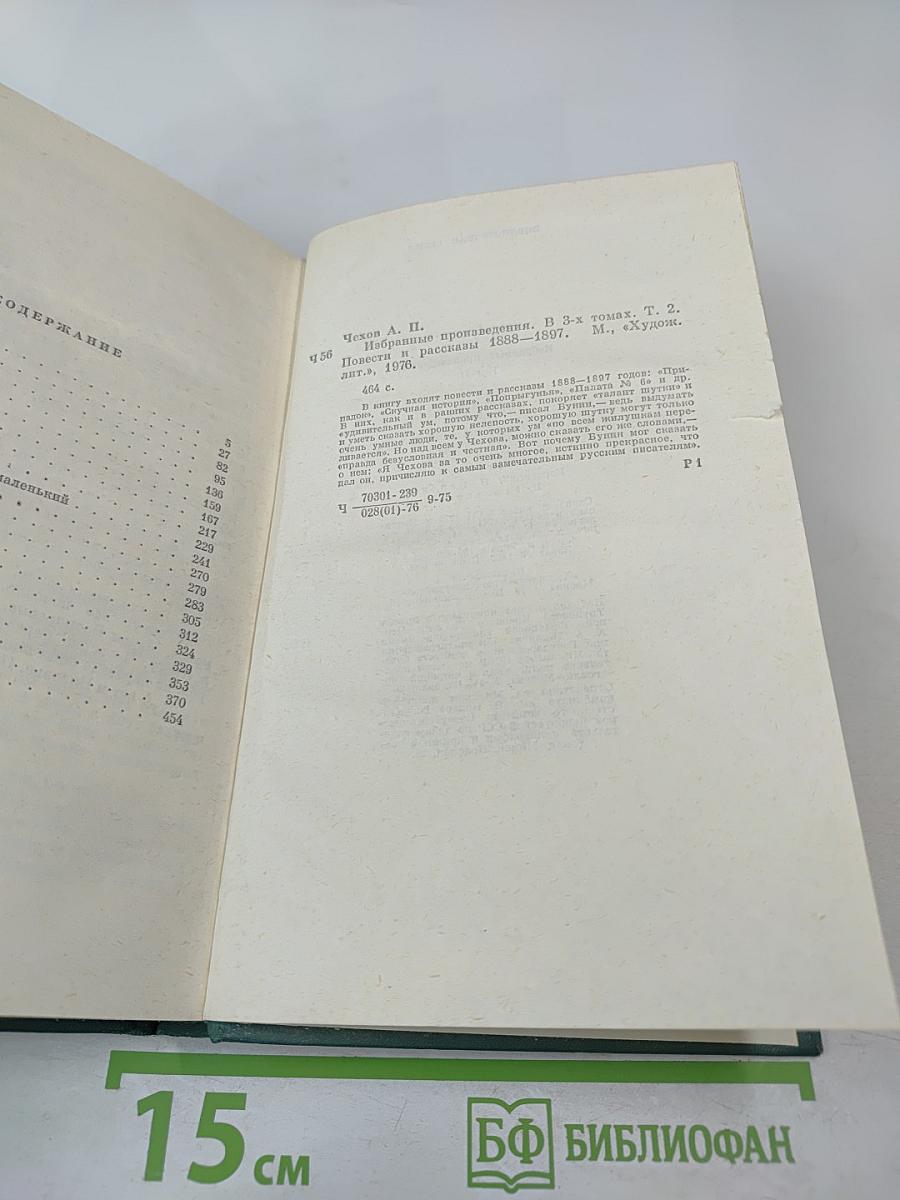 СОДЕРЖАНИЕ
5
27
82
95
136
маленький
159
167
217
229
241
270
279
283
305
312
324
329
353
370
454
Чехов А. П.
Ч 56
Избранные произведения. В 3-х томах. Т. 2.
Повести и рассказы 1888—1897. М., «Худож.
лит.», 1976.
464 с.
В книгу входят повести и рассказы 1888—1897 годов: «При-
падок», «Скучная история», «Попрыгунья», «Палата № 6» и др.
В них, как и в ранних рассказах, покоряет «талант шутки» и
«удивительный ум, потому что,— писал Бунин,— ведь выдумать
и уметь сказать хорошую нелепость, хорошую шутку могут только
очень умные люди, те, у которых ум «по всем жилушкам пере-
ливается». Но над всем у Чехова, можно сказать его же словами,—
«правда безусловная и честная». Вот почему Бунин мог сказать
о нем: «Я Чехова за то очень многое, истинно прекрасное, что
дал он, причисляю к самым замечательным русским писателям».
Р1
Ч 70301-239
028(01)-76 9-75
15 см
БФ БИБЛИОФАН